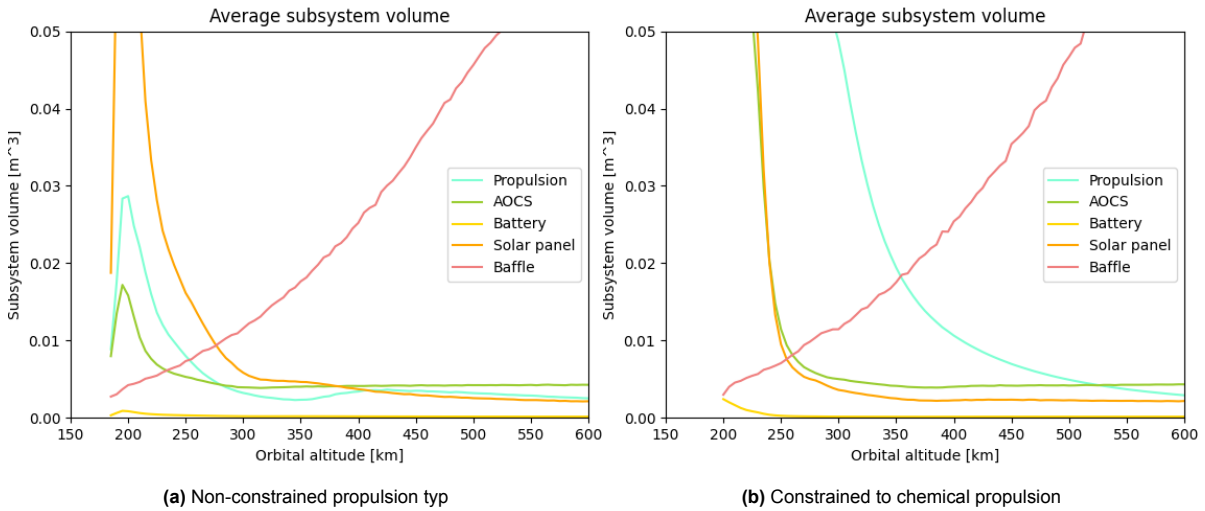 Average subsystem volume
Subsystem volume [m^3]
0.05
0.04
0.03
0.02
0.01
0.00
150 200 250 300 350 400 450 500 550 600
Orbital altitude [km]
Propulsion
AOCS
Battery
Solar panel
Baffle
(a) Non-constrained propulsion typ
Average subsystem volume
Subsystem volume [m^3]
0.05
0.04
0.03
0.02
0.01
0.00
150 200 250 300 350 400 450 500 550 600
Orbital altitude [km]
Propulsion
AOCS
Battery
Solar panel
Baffle
(b) Constrained to chemical propulsion